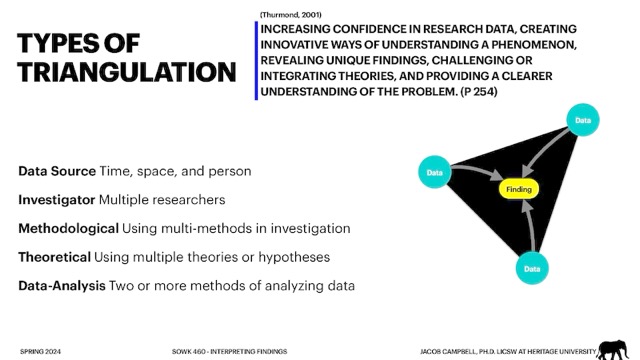 (Thurmond, 2001)
TYPES OF
TRIANGULATION
INCREASING CONFIDENCE IN RESEARCH DATA, CREATING
INNOVATIVE WAYS OF UNDERSTANDING A PHENOMENON,
REVEALING UNIQUE FINDINGS, CHALLENGING OR
INTEGRATING THEORIES, AND PROVIDING A CLEARER
UNDERSTANDING OF THE PROBLEM. (P 254)
Data Source Time, space, and person
Investigator Multiple researchers
Methodological Using multi-methods in investigation
Theoretical Using multiple theories or hypotheses
Data-Analysis Two or more methods of analyzing data
Data
Data
Finding
Data
SPRING 2024
SOWK 460 - INTERPRETING FINDINGS
JACOB CAMPBELL, PH.D. LICSW AT HERITAGE UNIVERSITY